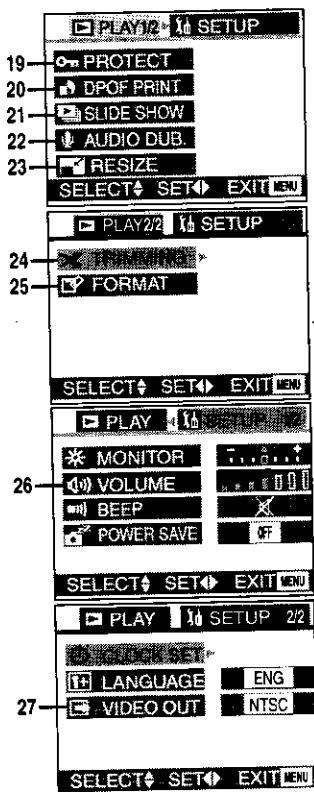 PLAY1/2 SETUP
19 PROTECT
20 DPOF PRINT
21 SLIDE SHOW
22 AUDIO DUB.
23 RESIZE
SELECT SET EXIT MENU
PLAY2/2 SETUP
24 TRIMMING
25 FORMAT
SELECT SET EXIT MENU
PLAY SETUP 1/2
MONITOR - +
26 VOLUME
BEEP
POWER SAVE OFF
SELECT SET EXIT MENU
PLAY SETUP 2/2
CLOCK SET
LANGUAGE ENG
27 VIDEO OUT NTSC
SELECT SET EXIT MENU